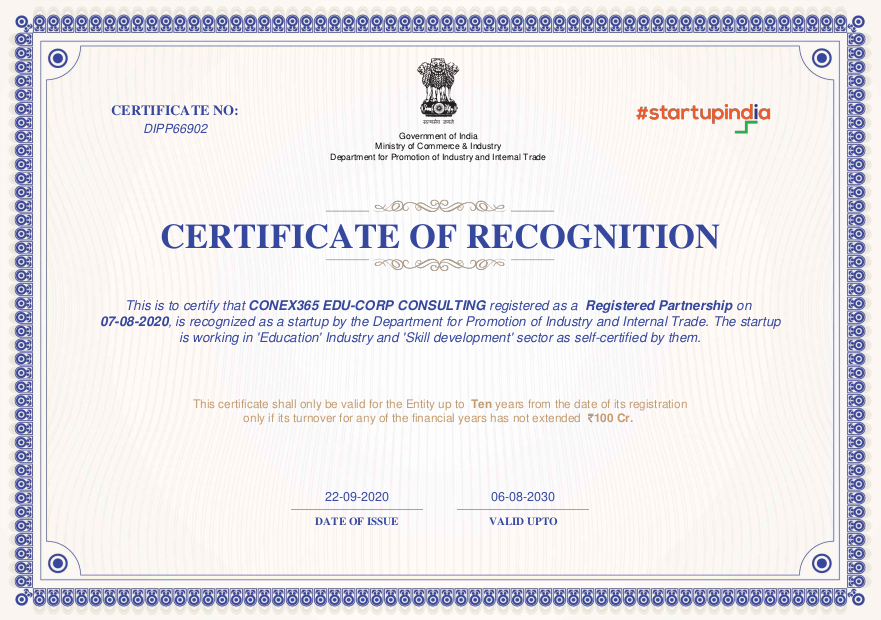 CERTIFICATE NO:
DIPP66902
सत्यमेव जयते
Government of India
Ministry of Commerce & Industry
Department for Promotion of Industry and Internal Trade
#startupindia
CERTIFICATE OF RECOGNITION
This is to certify that CONEX365 EDU-CORP CONSULTING registered as a Registered Partnership on
07-08-2020, is recognized as a startup by the Department for Promotion of Industry and Internal Trade. The startup
is working in 'Education' Industry and 'Skill development' sector as self-certified by them.
This certificate shall only be valid for the Entity up to Ten years from the date of its registration
only if its turnover for any of the financial years has not extended ₹100 Cr.
22-09-2020
DATE OF ISSUE
06-08-2030
VALID UPTO